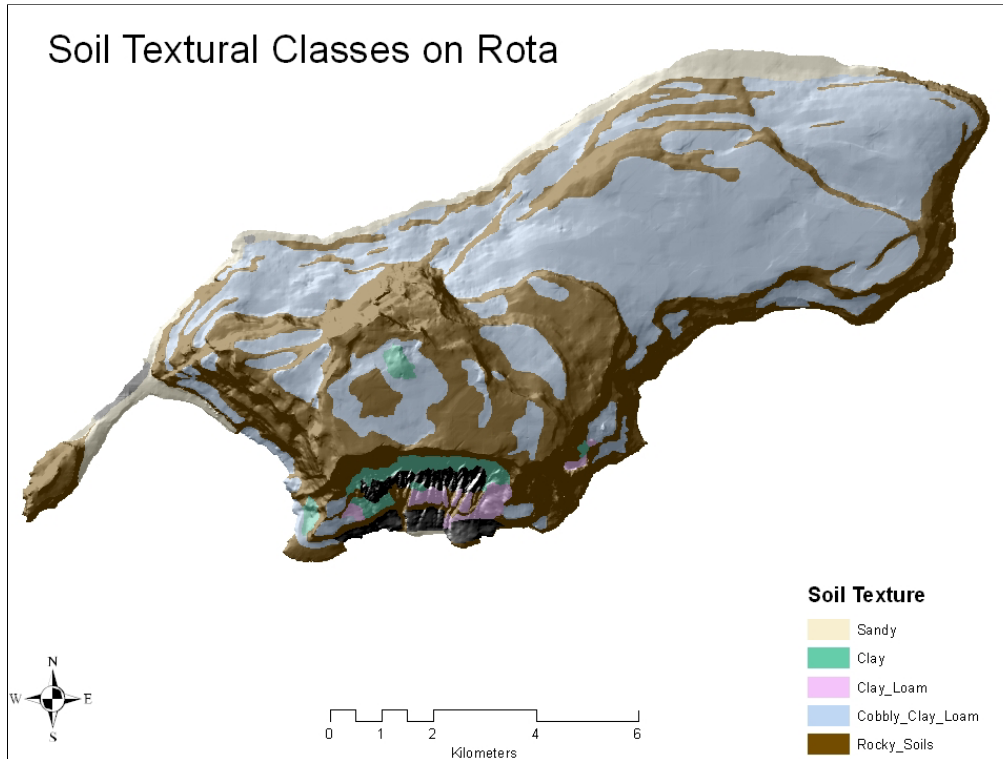 Soil Textural Classes on Rota
Soil Texture
Sandy
Clay
Clay_Loam
Cobbly_Clay_Loam
Rocky_Soils
N
W E
S
0 1 2 4 6
Kilometers